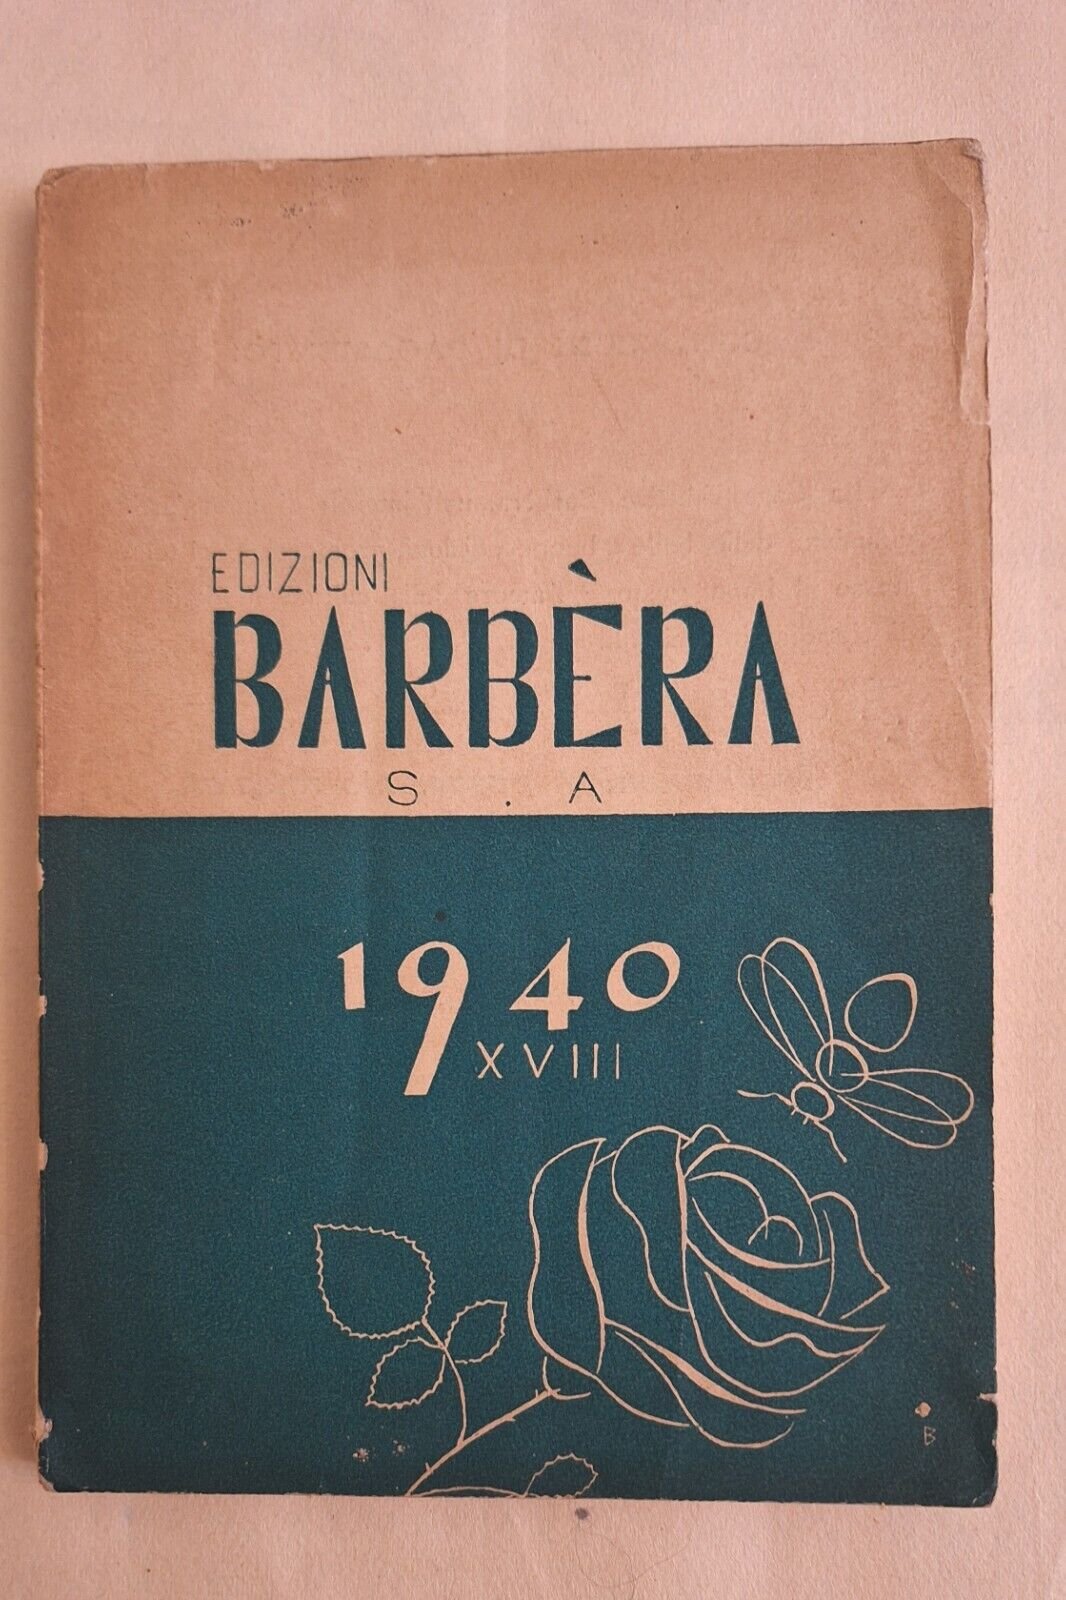 EDIZIONI
BARBÈRA
S.A
1940
XVIII
B